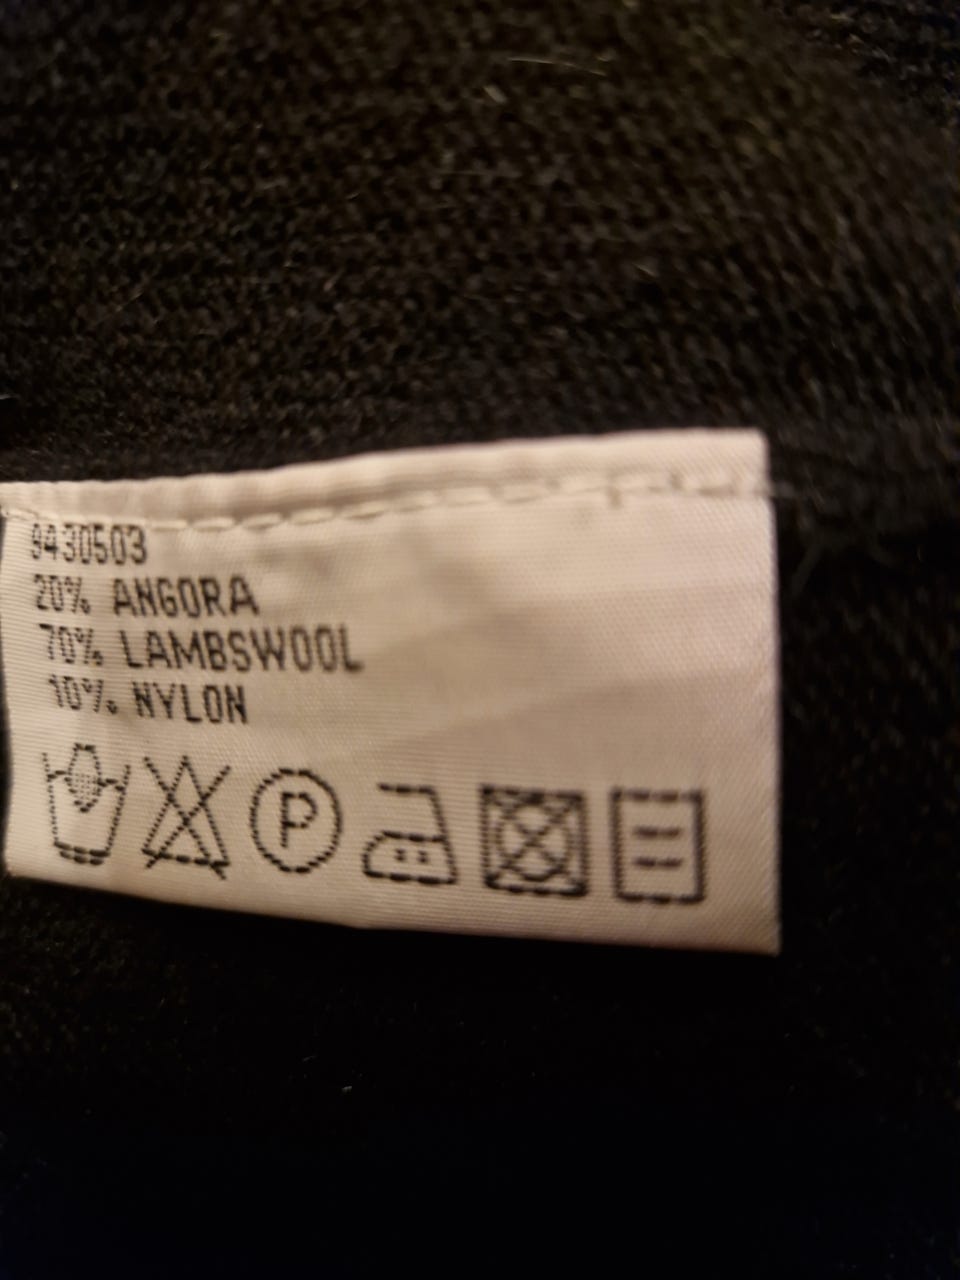 9430503
20% ANGORA
70% LAMBSWOOL
10% NYLON
P